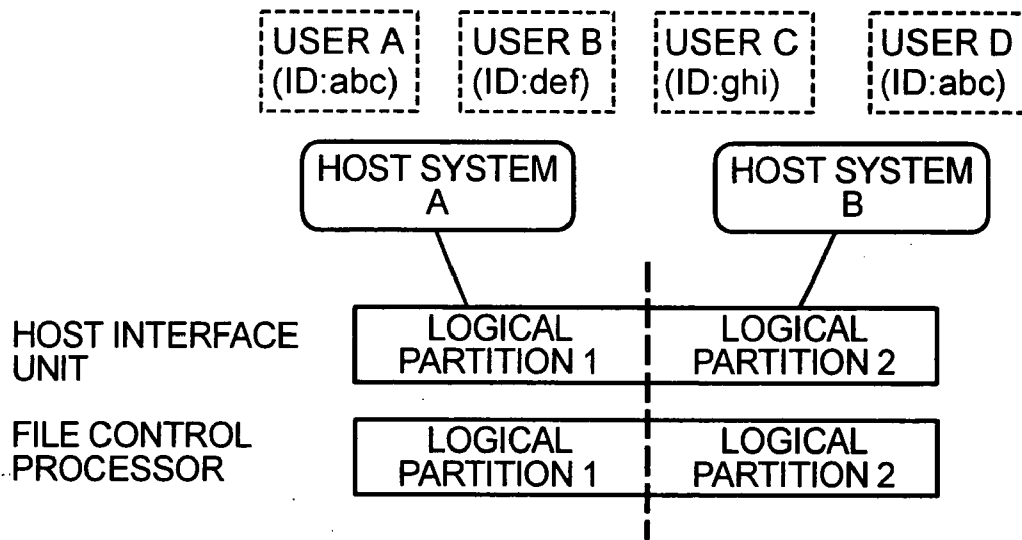 USER A
(ID:abc)
USER B
(ID:def)
USER C
(ID:ghi)
USER D
(ID:abc)
HOST SYSTEM
A
HOST SYSTEM
B
HOST INTERFACE
UNIT
LOGICAL
PARTITION 1
LOGICAL
PARTITION 2
FILE CONTROL
PROCESSOR
LOGICAL
PARTITION 1
LOGICAL
PARTITION 2